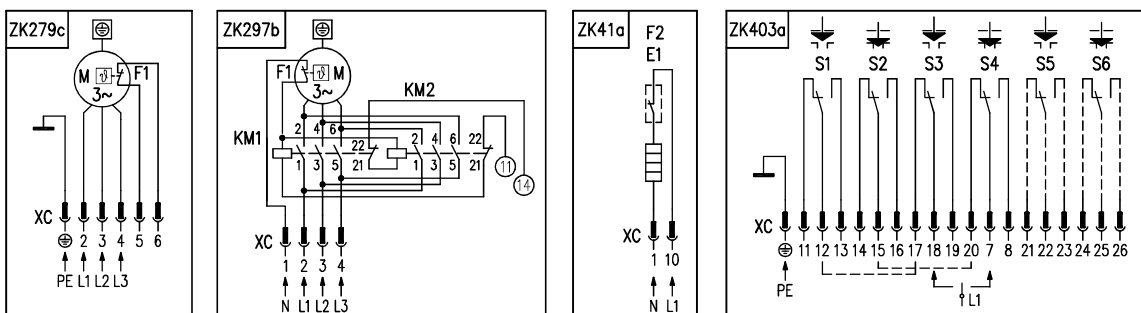 ZK279c
M ϑ F1
3~
XC
2 3 4 5 6
PE L1 L2 L3
ZK297b
F1 ϑ M
3~
KM2
2 4 6 22 2 4 6 22
KM1
1 3 5 21 1 3 5 21
11
14
XC
1 2 3 4
N L1 L2 L3
ZK41a
F2
E1
XC
1 10
N L1
ZK403a
S1 S2 S3 S4 S5 S6
XC
11 12 13 14 15 16 17 18 19 20 7 8 21 22 23 24 25 26
PE
L1